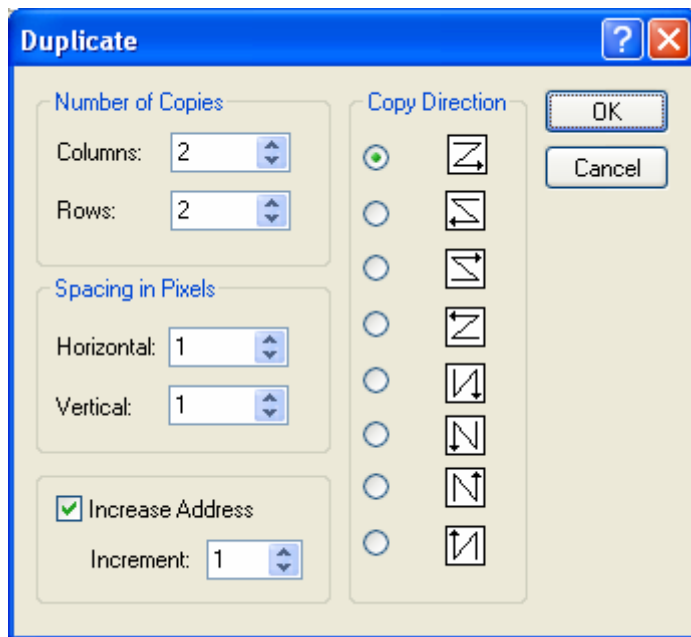 Duplicate
Number of Copies
Columns: 2
Rows: 2
Spacing in Pixels
Horizontal: 1
Vertical: 1
Increase Address
Increment: 1
Copy Direction
OK
Cancel